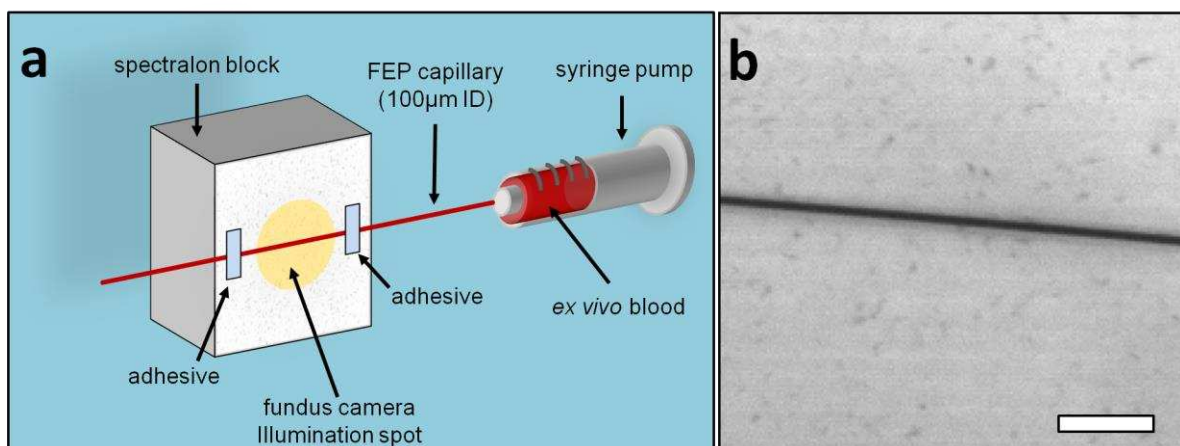 a
spectralon block
FEP capillary
(100µm ID)
syringe pump
adhesive
ex vivo blood
adhesive
fundus camera
Illumination spot
b